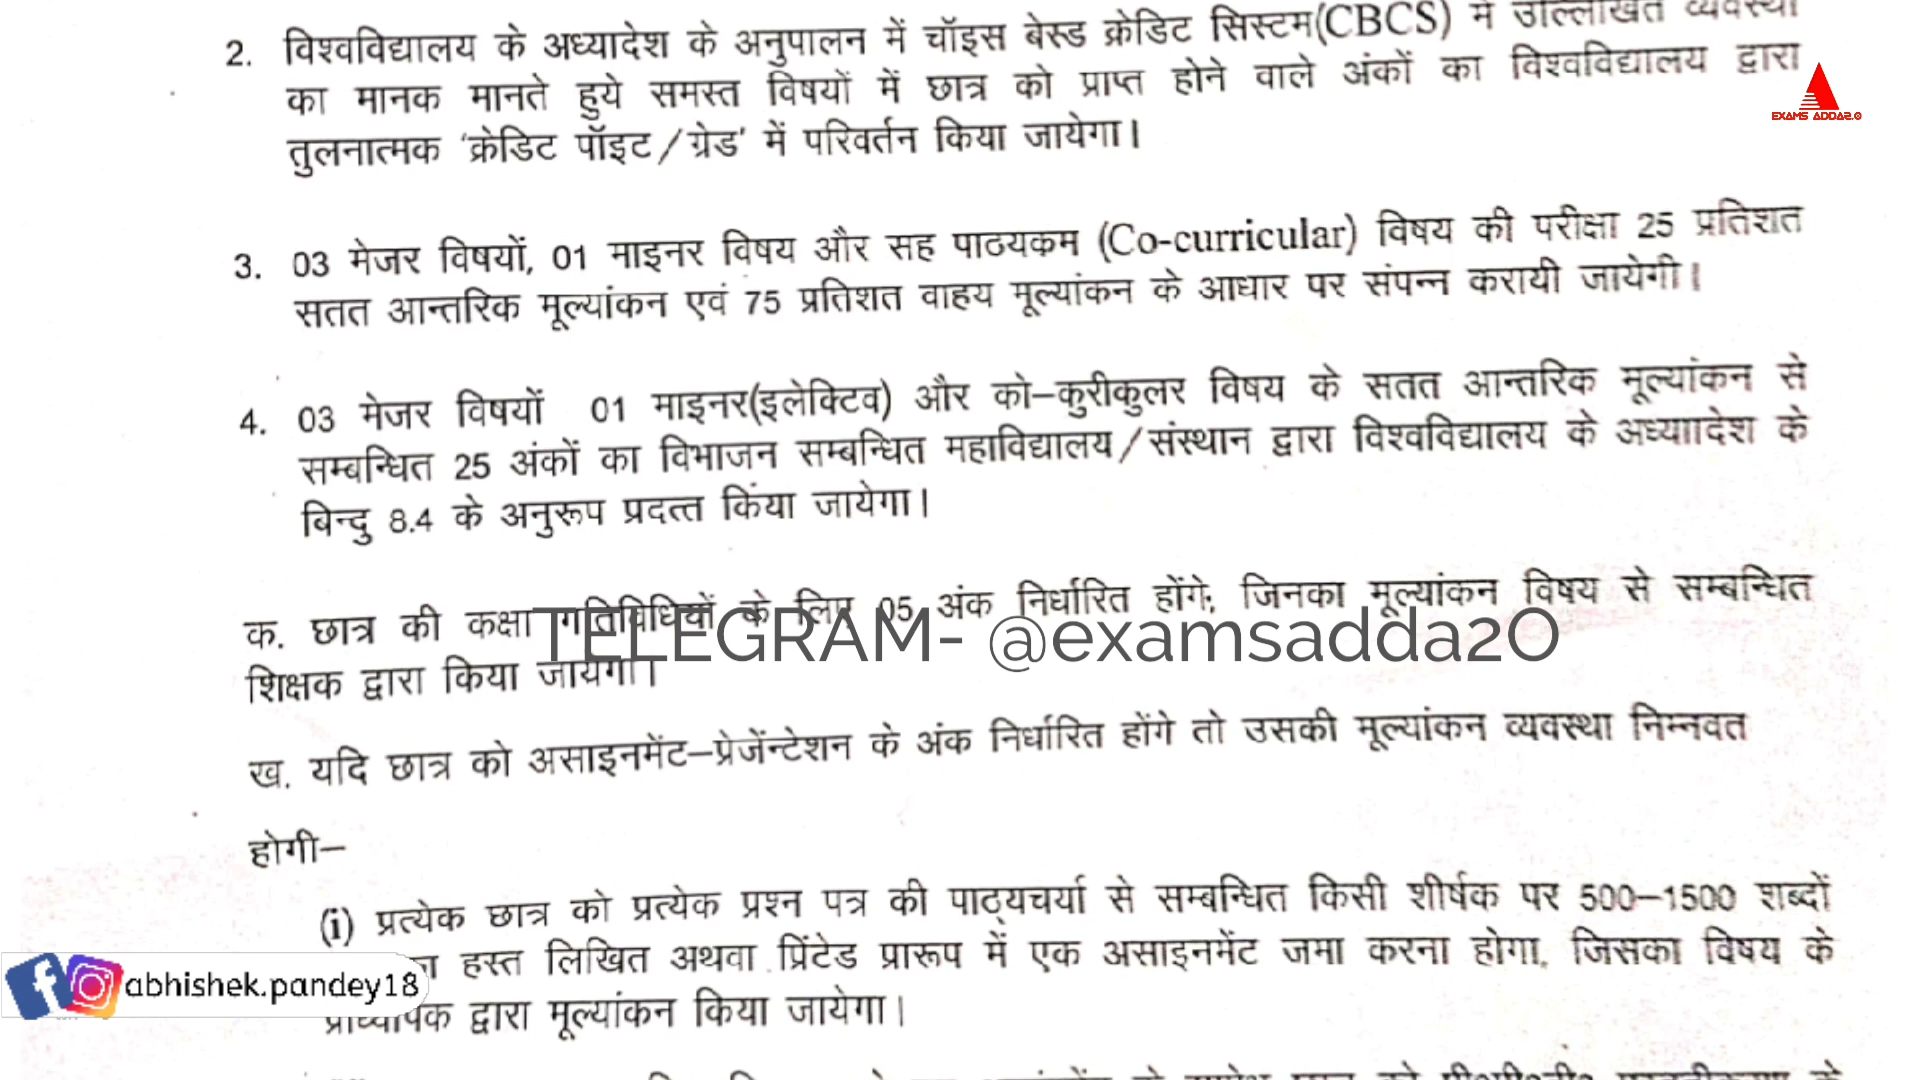 2. विश्वविद्यालय के अध्यादेश के अनुपालन में चॉइस बेस्ड क्रेडिट सिस्टम(CBCS) में उल्लिखित व्यवस्था
का मानक मानते हुये समस्त विषयों में छात्र को प्राप्त होने वाले अंकों का विश्वविद्यालय द्वारा
EXAMS ADDA2.0
तुलनात्मक 'क्रेडिट पॉइट/ग्रेड' में परिवर्तन किया जायेगा।
3. 03 मेजर विषयों, 01 माइनर विषय और सह पाठयकम (Co-curricular) विषय की परीक्षा 25 प्रतिशत
सतत आन्तरिक मूल्यांकन एवं 75 प्रतिशत वाहय मूल्यांकन के आधार पर संपन्न करायी जायेगी।
4. 03 मेजर विषयों 01 माइनर(इलेक्टिव) और को–कुरीकुलर विषय के सतत आन्तरिक मूल्यांकन से
सम्बन्धित 25 अंकों का विभाजन सम्बन्धित महाविद्यालय/संस्थान द्वारा विश्वविद्यालय के अध्याादेश के
बिन्दु 8.4 के अनुरूप प्रदत्त किंया जायेगा।
क. छात्र की कक्षा गतिविधियों के लिए 05 अंक निर्धारित होंगे; जिनका मूल्यांकन विषय से सम्बन्धित
TELEGRAM- @examsadda2O
शिक्षक द्वारा किया जायेगा।
ख. यदि छात्र को असाइनमेंट–प्रेजेंन्टेशन के अंक निर्धारित होंगे तो उसकी मूल्यांकन व्यवस्था निम्नवत
होगी–
(i) प्रत्येक छात्र को प्रत्येक प्रश्न पत्र की पाठ्यचर्या से सम्बन्धित किसी शीर्षक पर 500–1500 शब्दों
हस्त लिखित अथवा प्रिंटेड प्रारूप में एक असाइनमेंट जमा करना होगा, जिसका विषय के
abhishek.pandey18
प्राध्यापक द्वारा मूल्यांकन किया जायेगा।